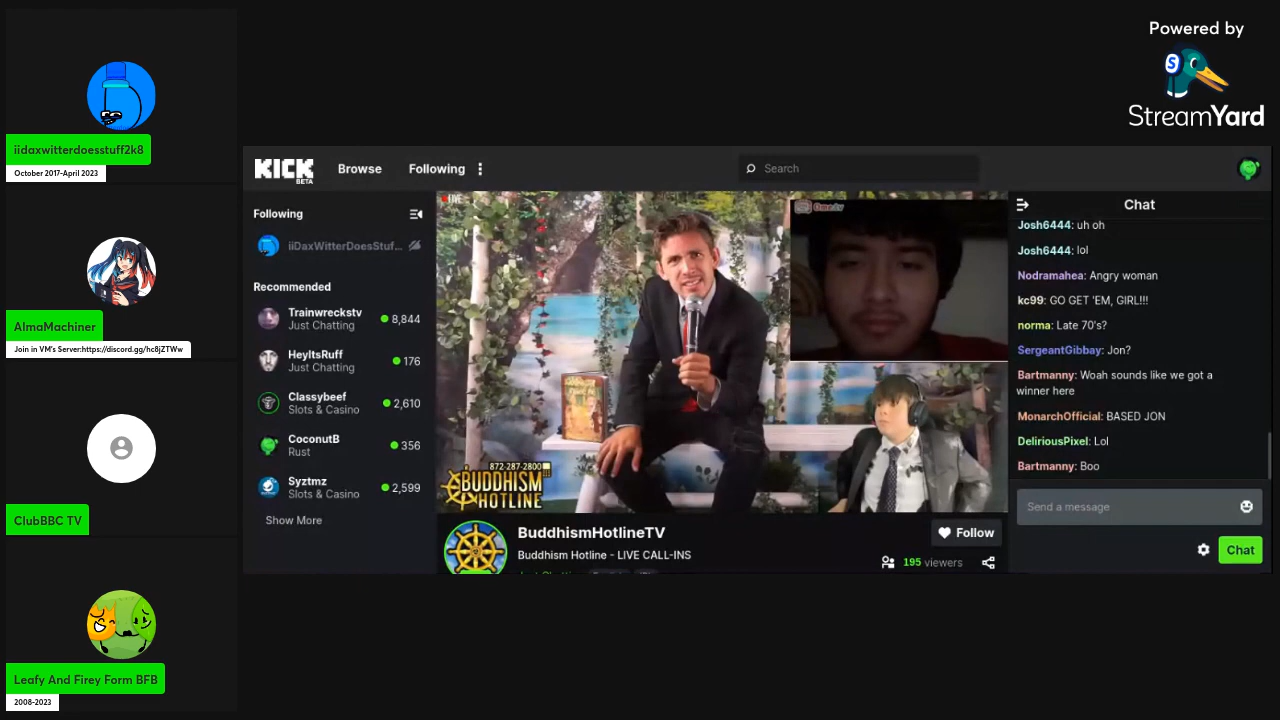 Powered by
StreamYard
iidaxwitterdoesstuff2k8
October 2017-April 2023
AlmaMachiner
Join in VM's Server:https://discord.gg/hc8jZTWw
ClubBBC TV
Leafy And Firey Form BFB
2008-2023
KICK
BETA
Browse
Following
Search
Following
iiDaxWitterDoesStuf...
Recommended
Trainwreckstv
Just Chatting
8,844
HeyItsRuff
Just Chatting
176
Classybeef
Slots & Casino
2,610
CoconutB
Rust
356
Syztmz
Slots & Casino
2,599
Show More
LIVE
Ome.tv
872-287-2800
BUDDHISM
HOTLINE
BuddhismHotlineTV
Buddhism Hotline - LIVE CALL-INS
Follow
195 viewers
Chat
Josh6444: uh oh
Josh6444: lol
Nodramahea: Angry woman
kc99: GO GET 'EM, GIRL!!!
norma: Late 70's?
SergeantGibbay: Jon?
Bartmanny: Woah sounds like we got a
winner here
MonarchOfficial: BASED JON
DeliriousPixel: Lol
Bartmanny: Boo
Send a message
Chat